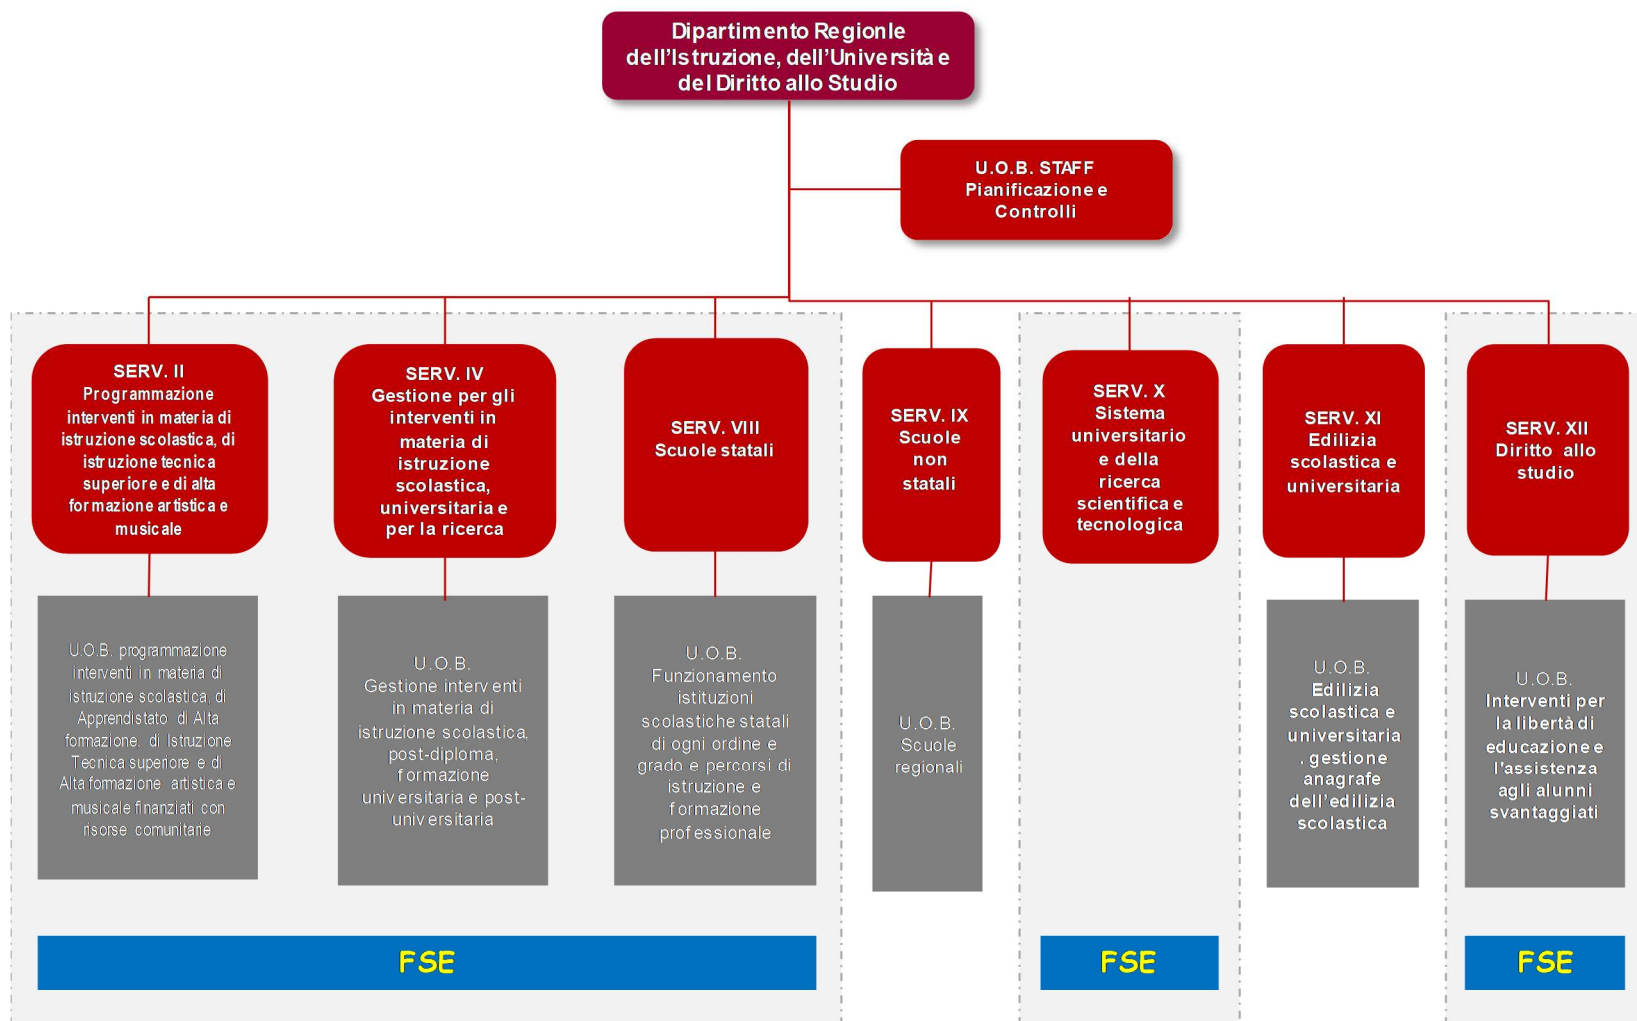 Dipartimento Regionle
dell'Istruzione, dell'Università e
del Diritto allo Studio
U.O.B. STAFF
Pianificazione e
Controlli
SERV. II
Programmazione
interventi in materia di
istruzione scolastica, di
istruzione tecnica
superiore e di alta
formazione artistica e
musicale
SERV. IV
Gestione per gli
interventi in
materia di
istruzione
scolastica,
universitaria e
per la ricerca
SERV. VIII
Scuole statali
SERV. IX
Scuole
non
statali
SERV. X
Sistema
universitario
e della
ricerca
scientifica e
tecnologica
SERV. XI
Edilizia
scolastica e
universitaria
SERV. XII
Diritto allo
studio
U.O.B. programmazione
interventi in materia di
istruzione scolastica, di
Apprendistato di Alta
formazione, di Istruzione
Tecnica superiore e di
Alta formazione artistica e
musicale finanziati con
risorse comunitarie
U.O.B.
Gestione interventi
in materia di
istruzione scolastica,
post-diploma,
formazione
universitaria e post-
universitaria
U.O.B.
Funzionamento
istituzioni
scolastiche statali
di ogni ordine e
grado e percorsi di
istruzione e
formazione
professionale
U.O.B.
Scuole
regionali
U.O.B.
Edilizia
scolastica e
universitaria
, gestione
anagrafe
dell'edilizia
scolastica
U.O.B.
Interventi per
la libertà di
educazione e
l'assistenza
agli alunni
svantaggiati
FSE
FSE
FSE